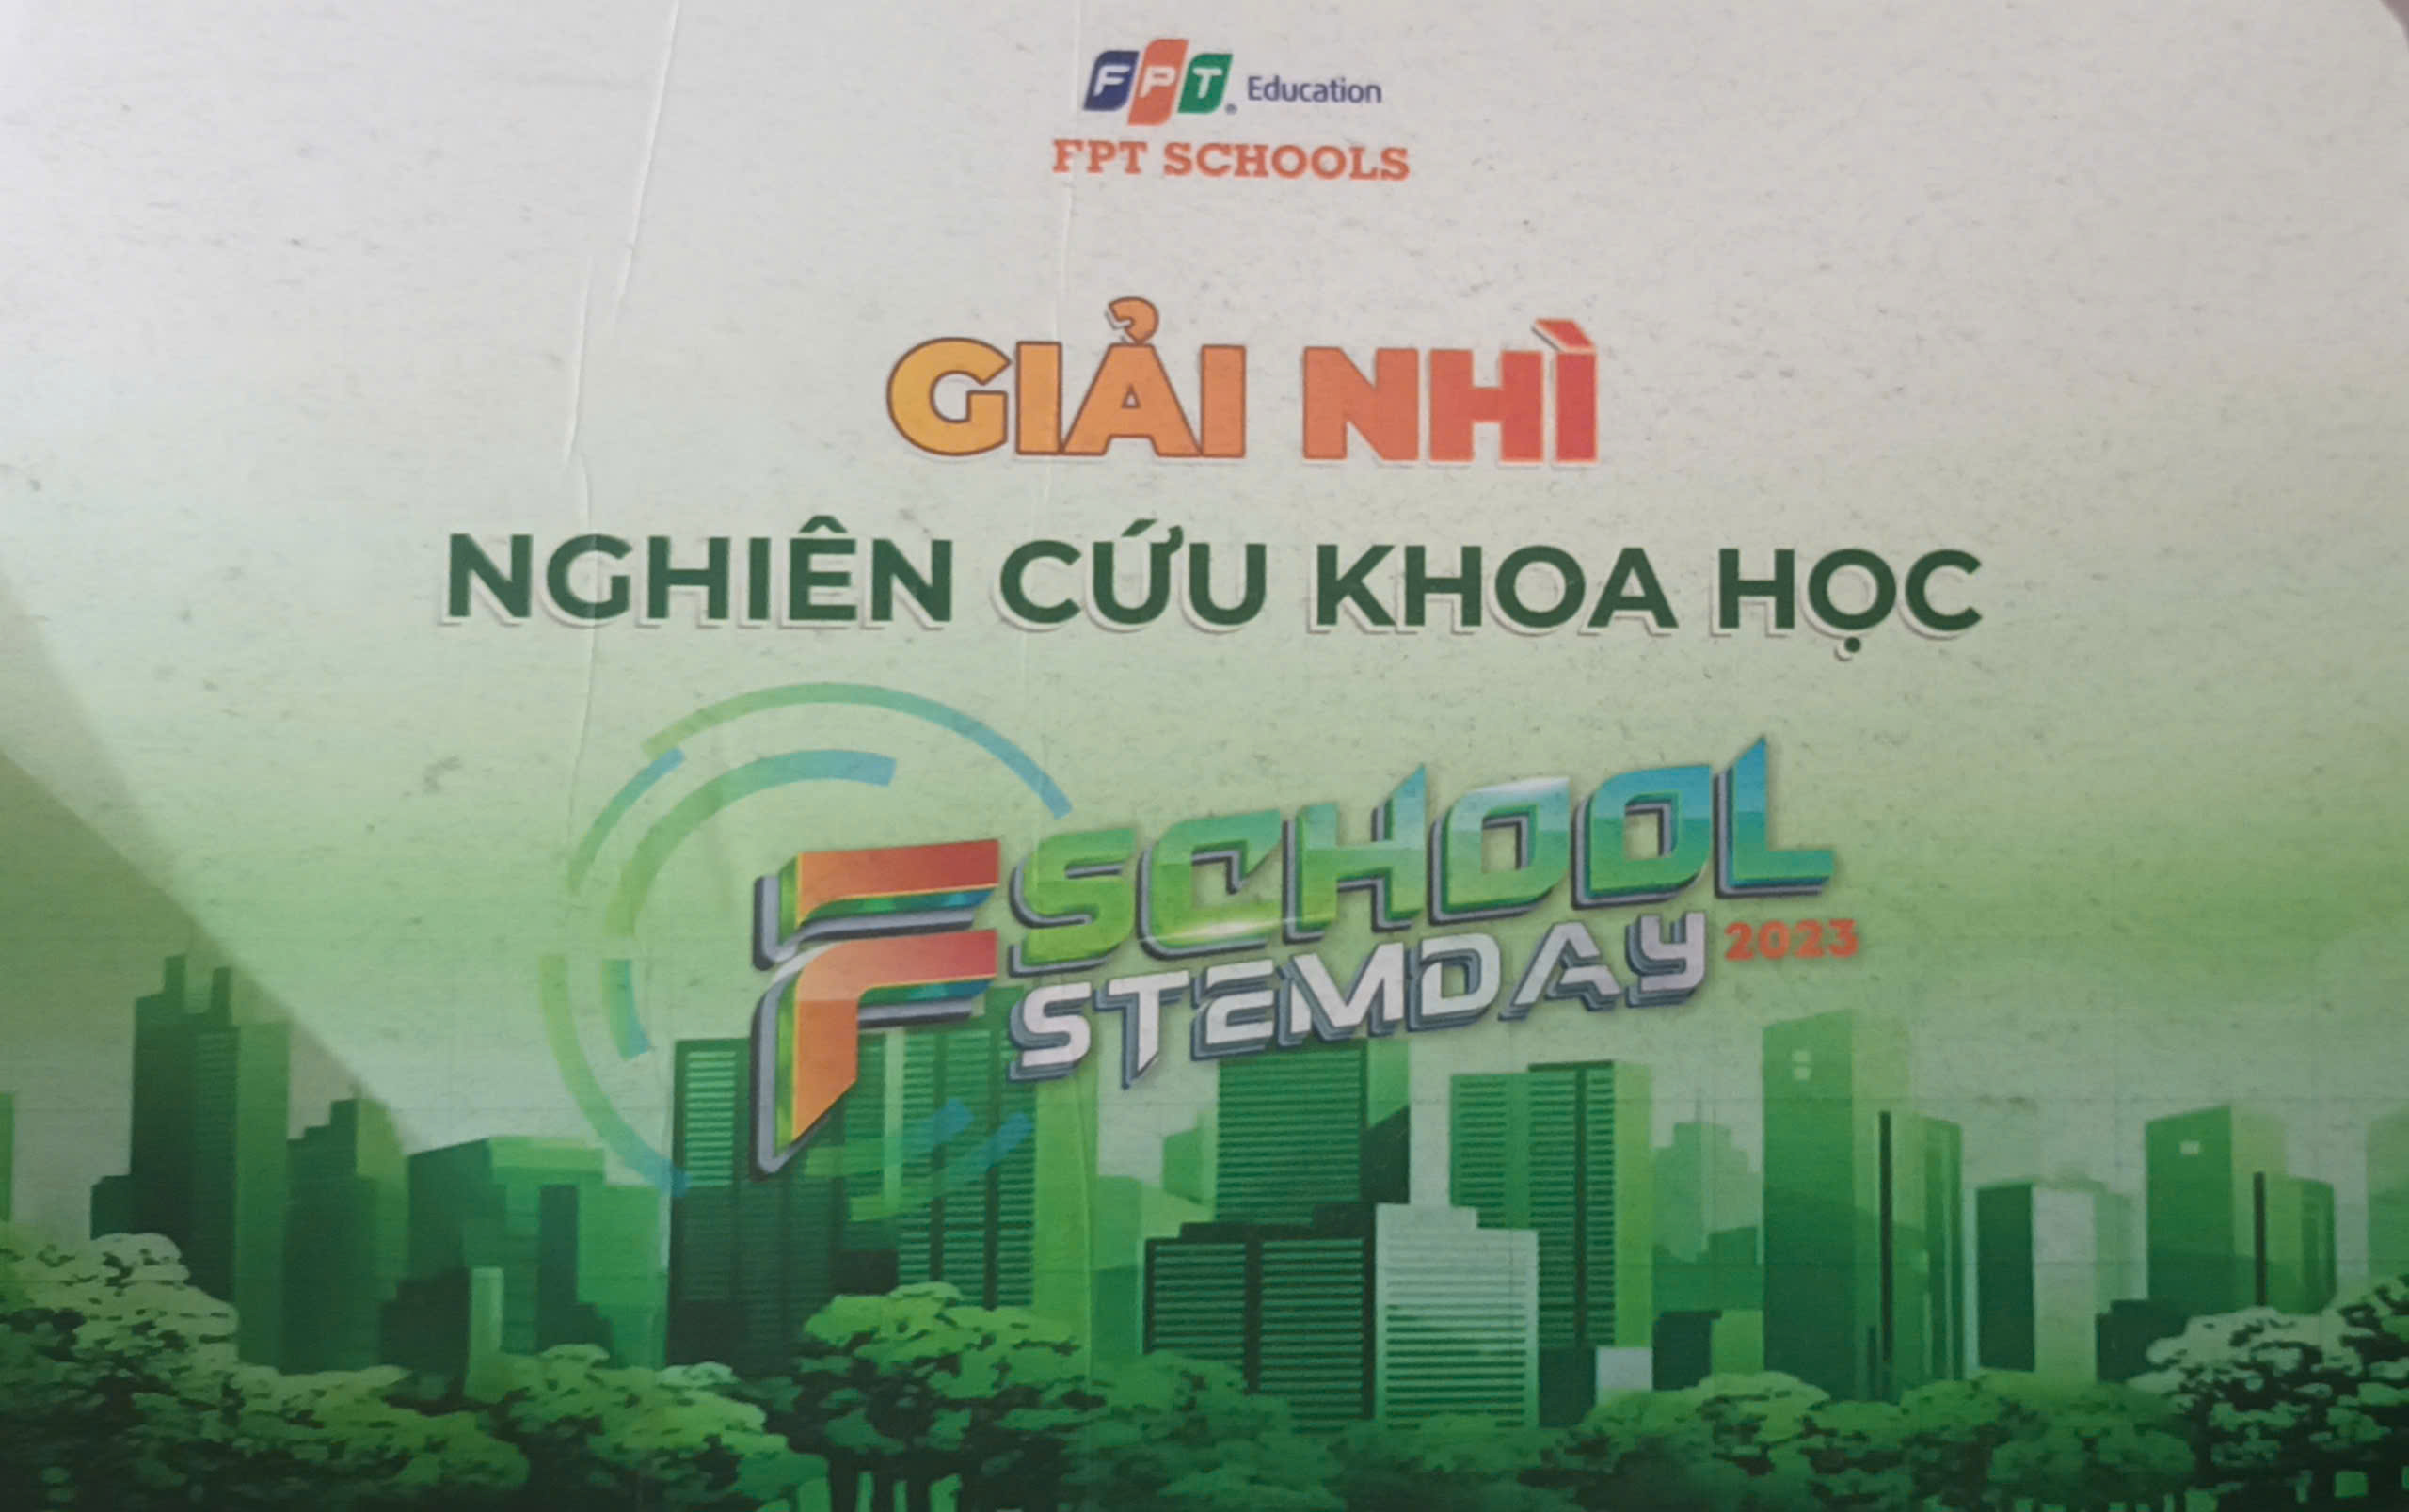 FPT Education
FPT SCHOOLS
GIẢI NHÌ
NGHIÊN CỨU KHOA HỌC
F SCHOOL
STEMDAY 2023